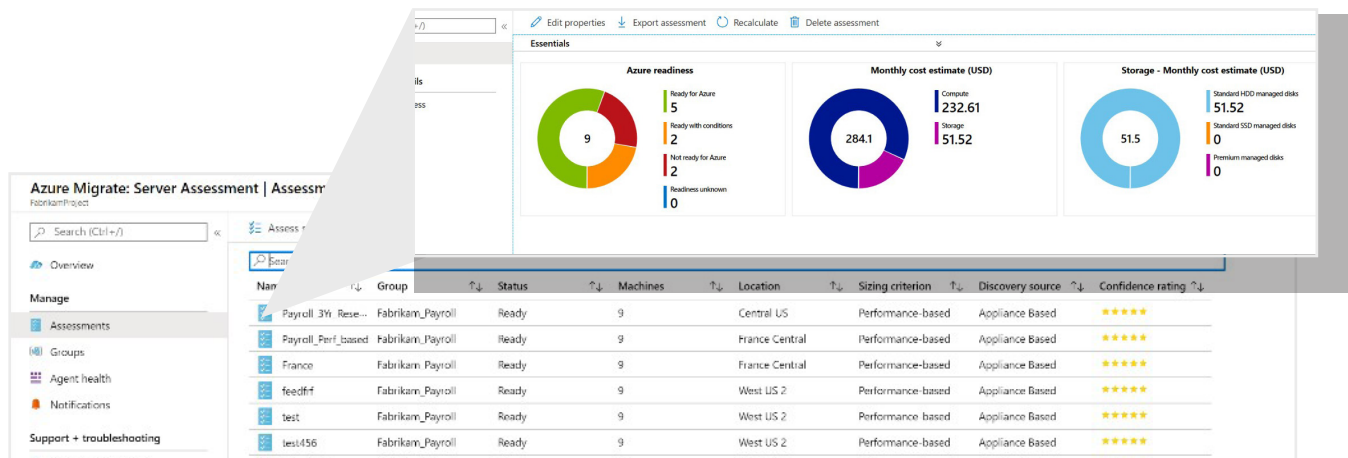 +/)
«
Edit properties
Export assessment
Recalculate
Delete assessment
Essentials
ils
ess
Azure readiness
9
Ready for Azure
5
Ready with conditions
2
Not ready for Azure
2
Readiness unknown
0
Monthly cost estimate (USD)
284.1
Compute
232.61
Storage
51.52
Storage - Monthly cost estimate (USD)
51.5
Standard HDD managed disks
51.52
Standard SSD managed disks
0
Premium managed disks
0
Azure Migrate: Server Assessment | Assessm
FabrikamProject
Search (Ctrl+/)
«
Overview
Manage
Assessments
Groups
Agent health
Notifications
Support + troubleshooting
Assess
Sear
Nam Group Status Machines Location Sizing criterion Discovery source Confidence rating
Payroll_3Yr_Rese... Fabrikam_Payroll Ready 9 Central US Performance-based Appliance Based
Payroll_Perf_based Fabrikam_Payroll Ready 9 France Central Performance-based Appliance Based
France Fabrikam_Payroll Ready 9 France Central Performance-based Appliance Based
feedfrf Fabrikam_Payroll Ready 9 West US 2 Performance-based Appliance Based
test Fabrikam_Payroll Ready 9 West US 2 Performance-based Appliance Based
test456 Fabrikam_Payroll Ready 9 West US 2 Performance-based Appliance Based